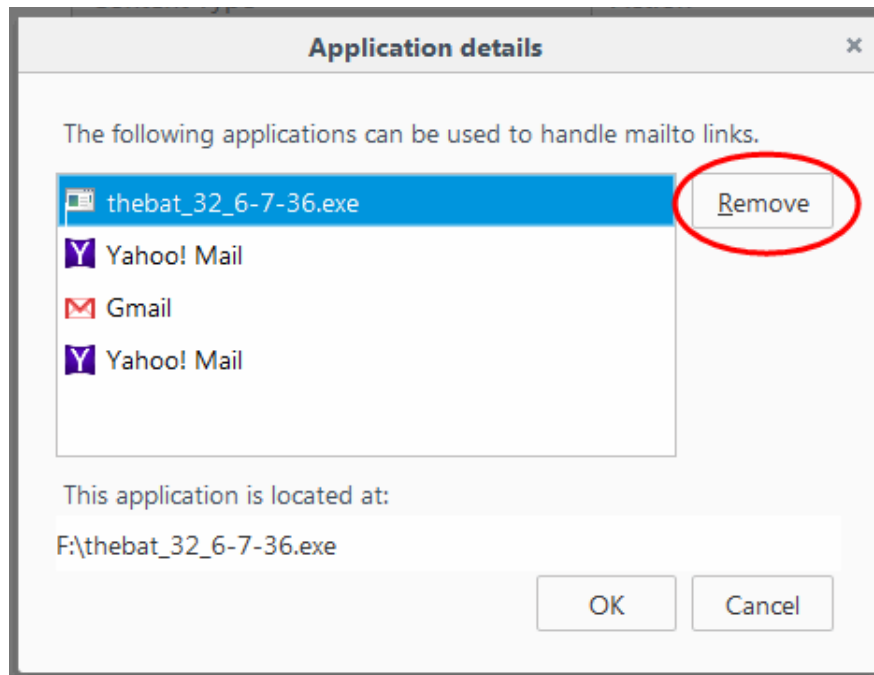 Application details
The following applications can be used to handle mailto links.
thebat_32_6-7-36.exe
Remove
Yahoo! Mail
Gmail
Yahoo! Mail
This application is located at:
F:\thebat_32_6-7-36.exe
OK Cancel